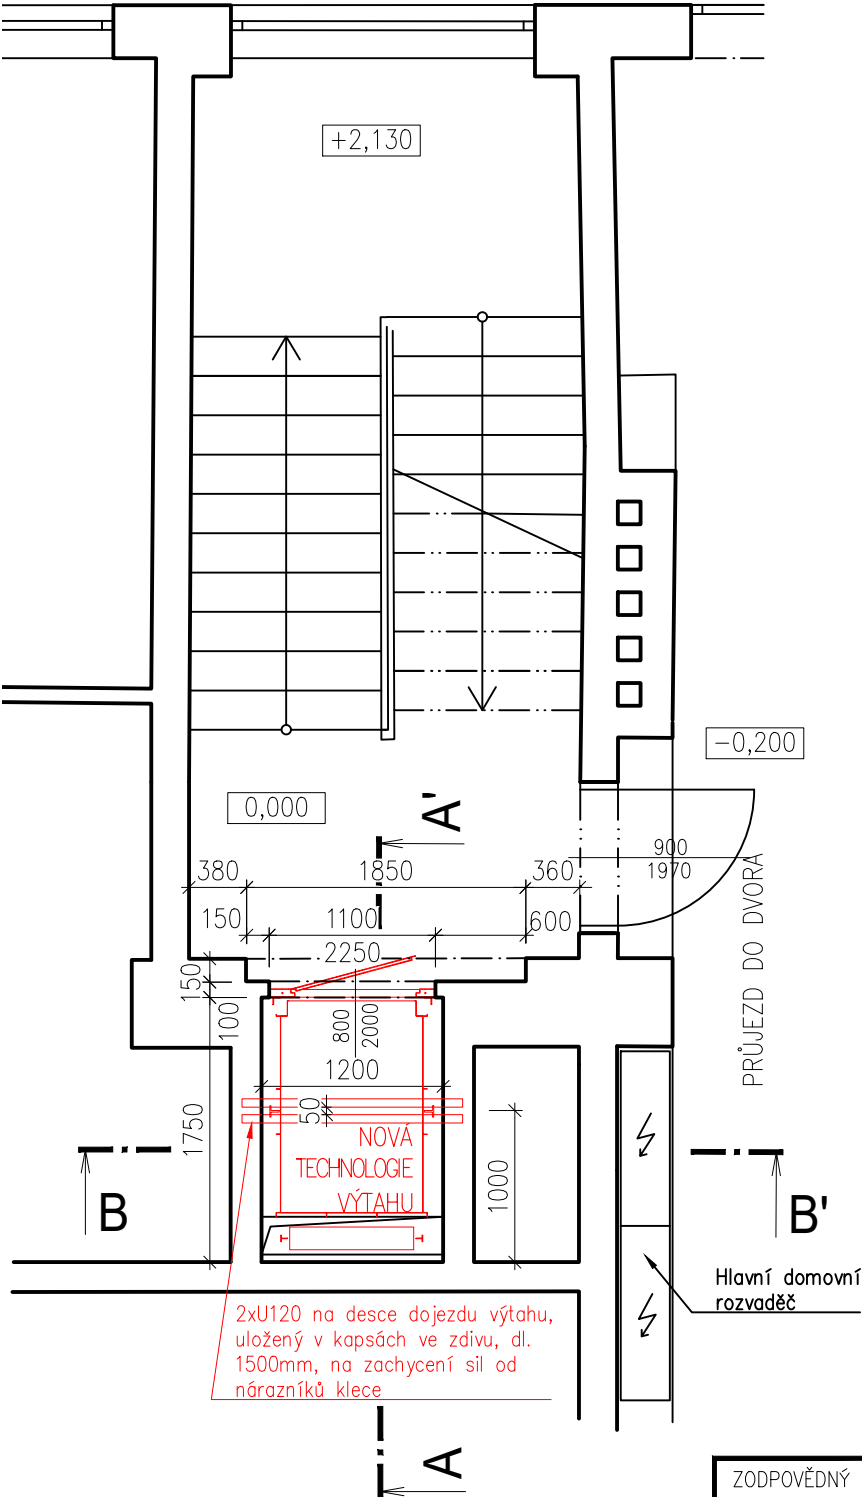 +2,130
-0,200
0,000
A'
380
1850
360
900
1970
150
1100
600
2250
PRŮJEZD DO DVORA
150
100
800
2000
1200
50
1750
NOVÁ
TECHNOLOGIE
VÝTAHU
1000
B
B'
Hlavní domovní
rozvaděč
2xU120 na desce dojezdu výtahu,
uložený v kapsách ve zdivu, dl.
1500mm, na zachycení sil od
nárazníků klece
A
ZODPOVĚDNÝ